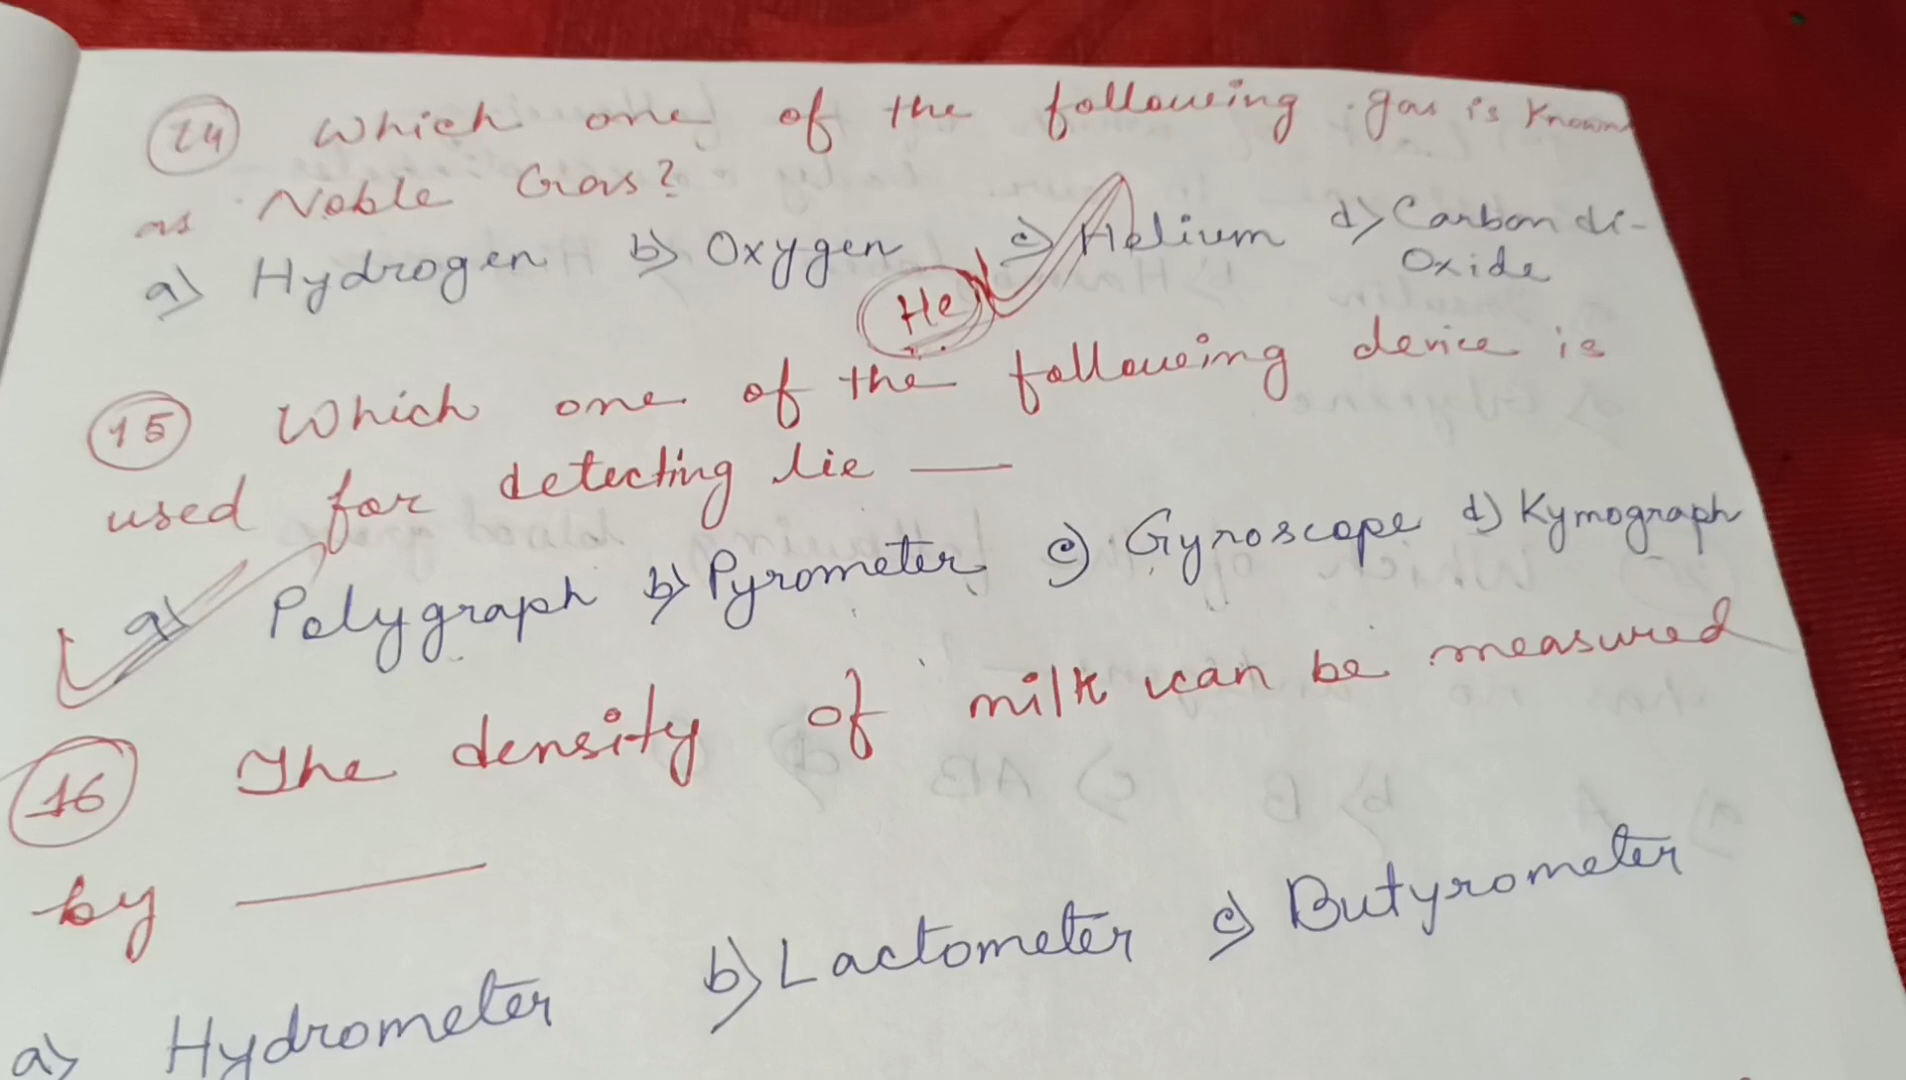 14 Which one of the following gas is known
as Noble Gas?
a) Hydrogen b) Oxygen c) Helium d) Carbon di-
Oxide
He
15 Which one of the following device is
used for detecting lie —
a) Polygraph b) Pyrometer c) Gyroscope d) Kymograph
16 The density of milk can be measured
by —
a) Hydrometer b) Lactometer c) Butyrometer